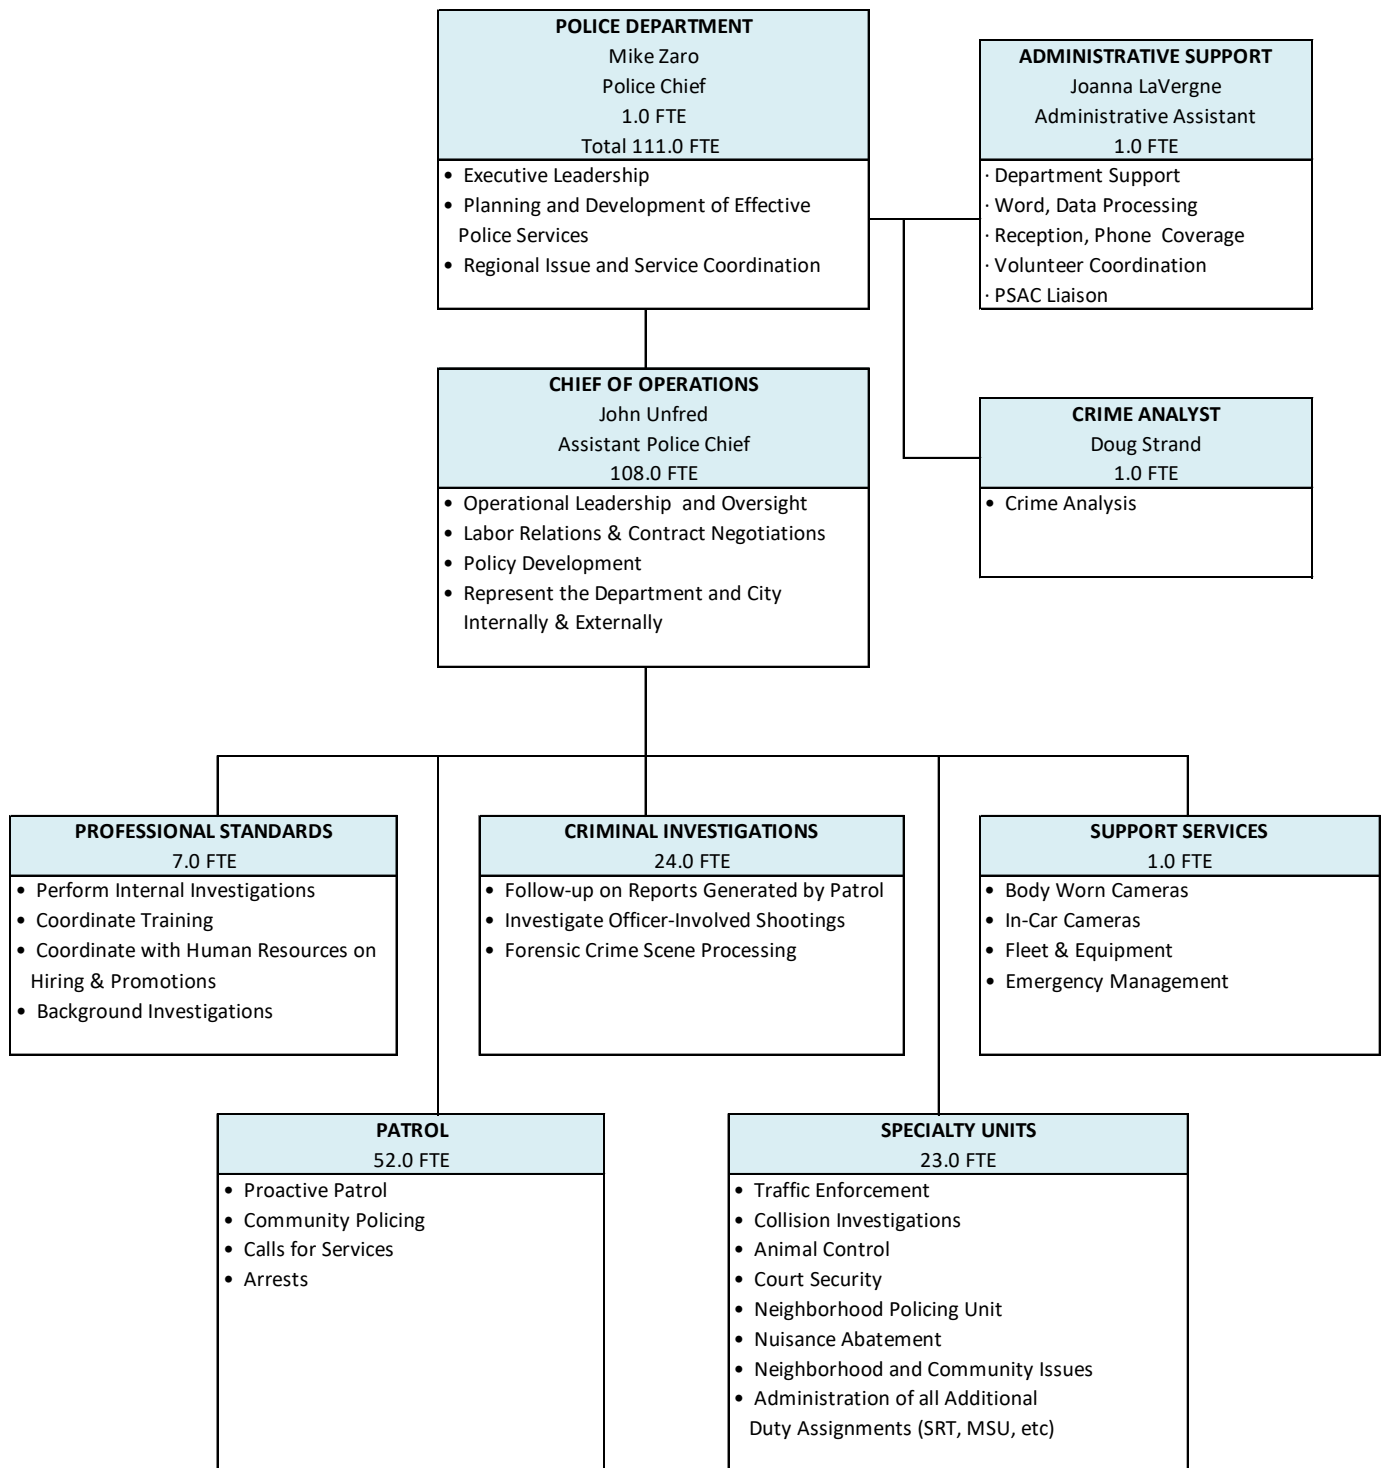 POLICE DEPARTMENT
Mike Zaro
Police Chief
1.0 FTE
Total 111.0 FTE
• Executive Leadership
• Planning and Development of Effective
Police Services
• Regional Issue and Service Coordination
ADMINISTRATIVE SUPPORT
Joanna LaVergne
Administrative Assistant
1.0 FTE
· Department Support
· Word, Data Processing
· Reception, Phone  Coverage
· Volunteer Coordination
· PSAC Liaison
CHIEF OF OPERATIONS
John Unfred
Assistant Police Chief
108.0 FTE
• Operational Leadership  and Oversight
• Labor Relations & Contract Negotiations
• Policy Development
• Represent the Department and City
Internally & Externally
CRIME ANALYST
Doug Strand
1.0 FTE
• Crime Analysis
PROFESSIONAL STANDARDS
7.0 FTE
• Perform Internal Investigations
• Coordinate Training
• Coordinate with Human Resources on
Hiring & Promotions
• Background Investigations
CRIMINAL INVESTIGATIONS
24.0 FTE
• Follow-up on Reports Generated by Patrol
• Investigate Officer-Involved Shootings
• Forensic Crime Scene Processing
SUPPORT SERVICES
1.0 FTE
• Body Worn Cameras
• In-Car Cameras
• Fleet & Equipment
• Emergency Management
PATROL
52.0 FTE
• Proactive Patrol
• Community Policing
• Calls for Services
• Arrests
SPECIALTY UNITS
23.0 FTE
• Traffic Enforcement
• Collision Investigations
• Animal Control
• Court Security
• Neighborhood Policing Unit
• Nuisance Abatement
• Neighborhood and Community Issues
• Administration of all Additional
Duty Assignments (SRT, MSU, etc)